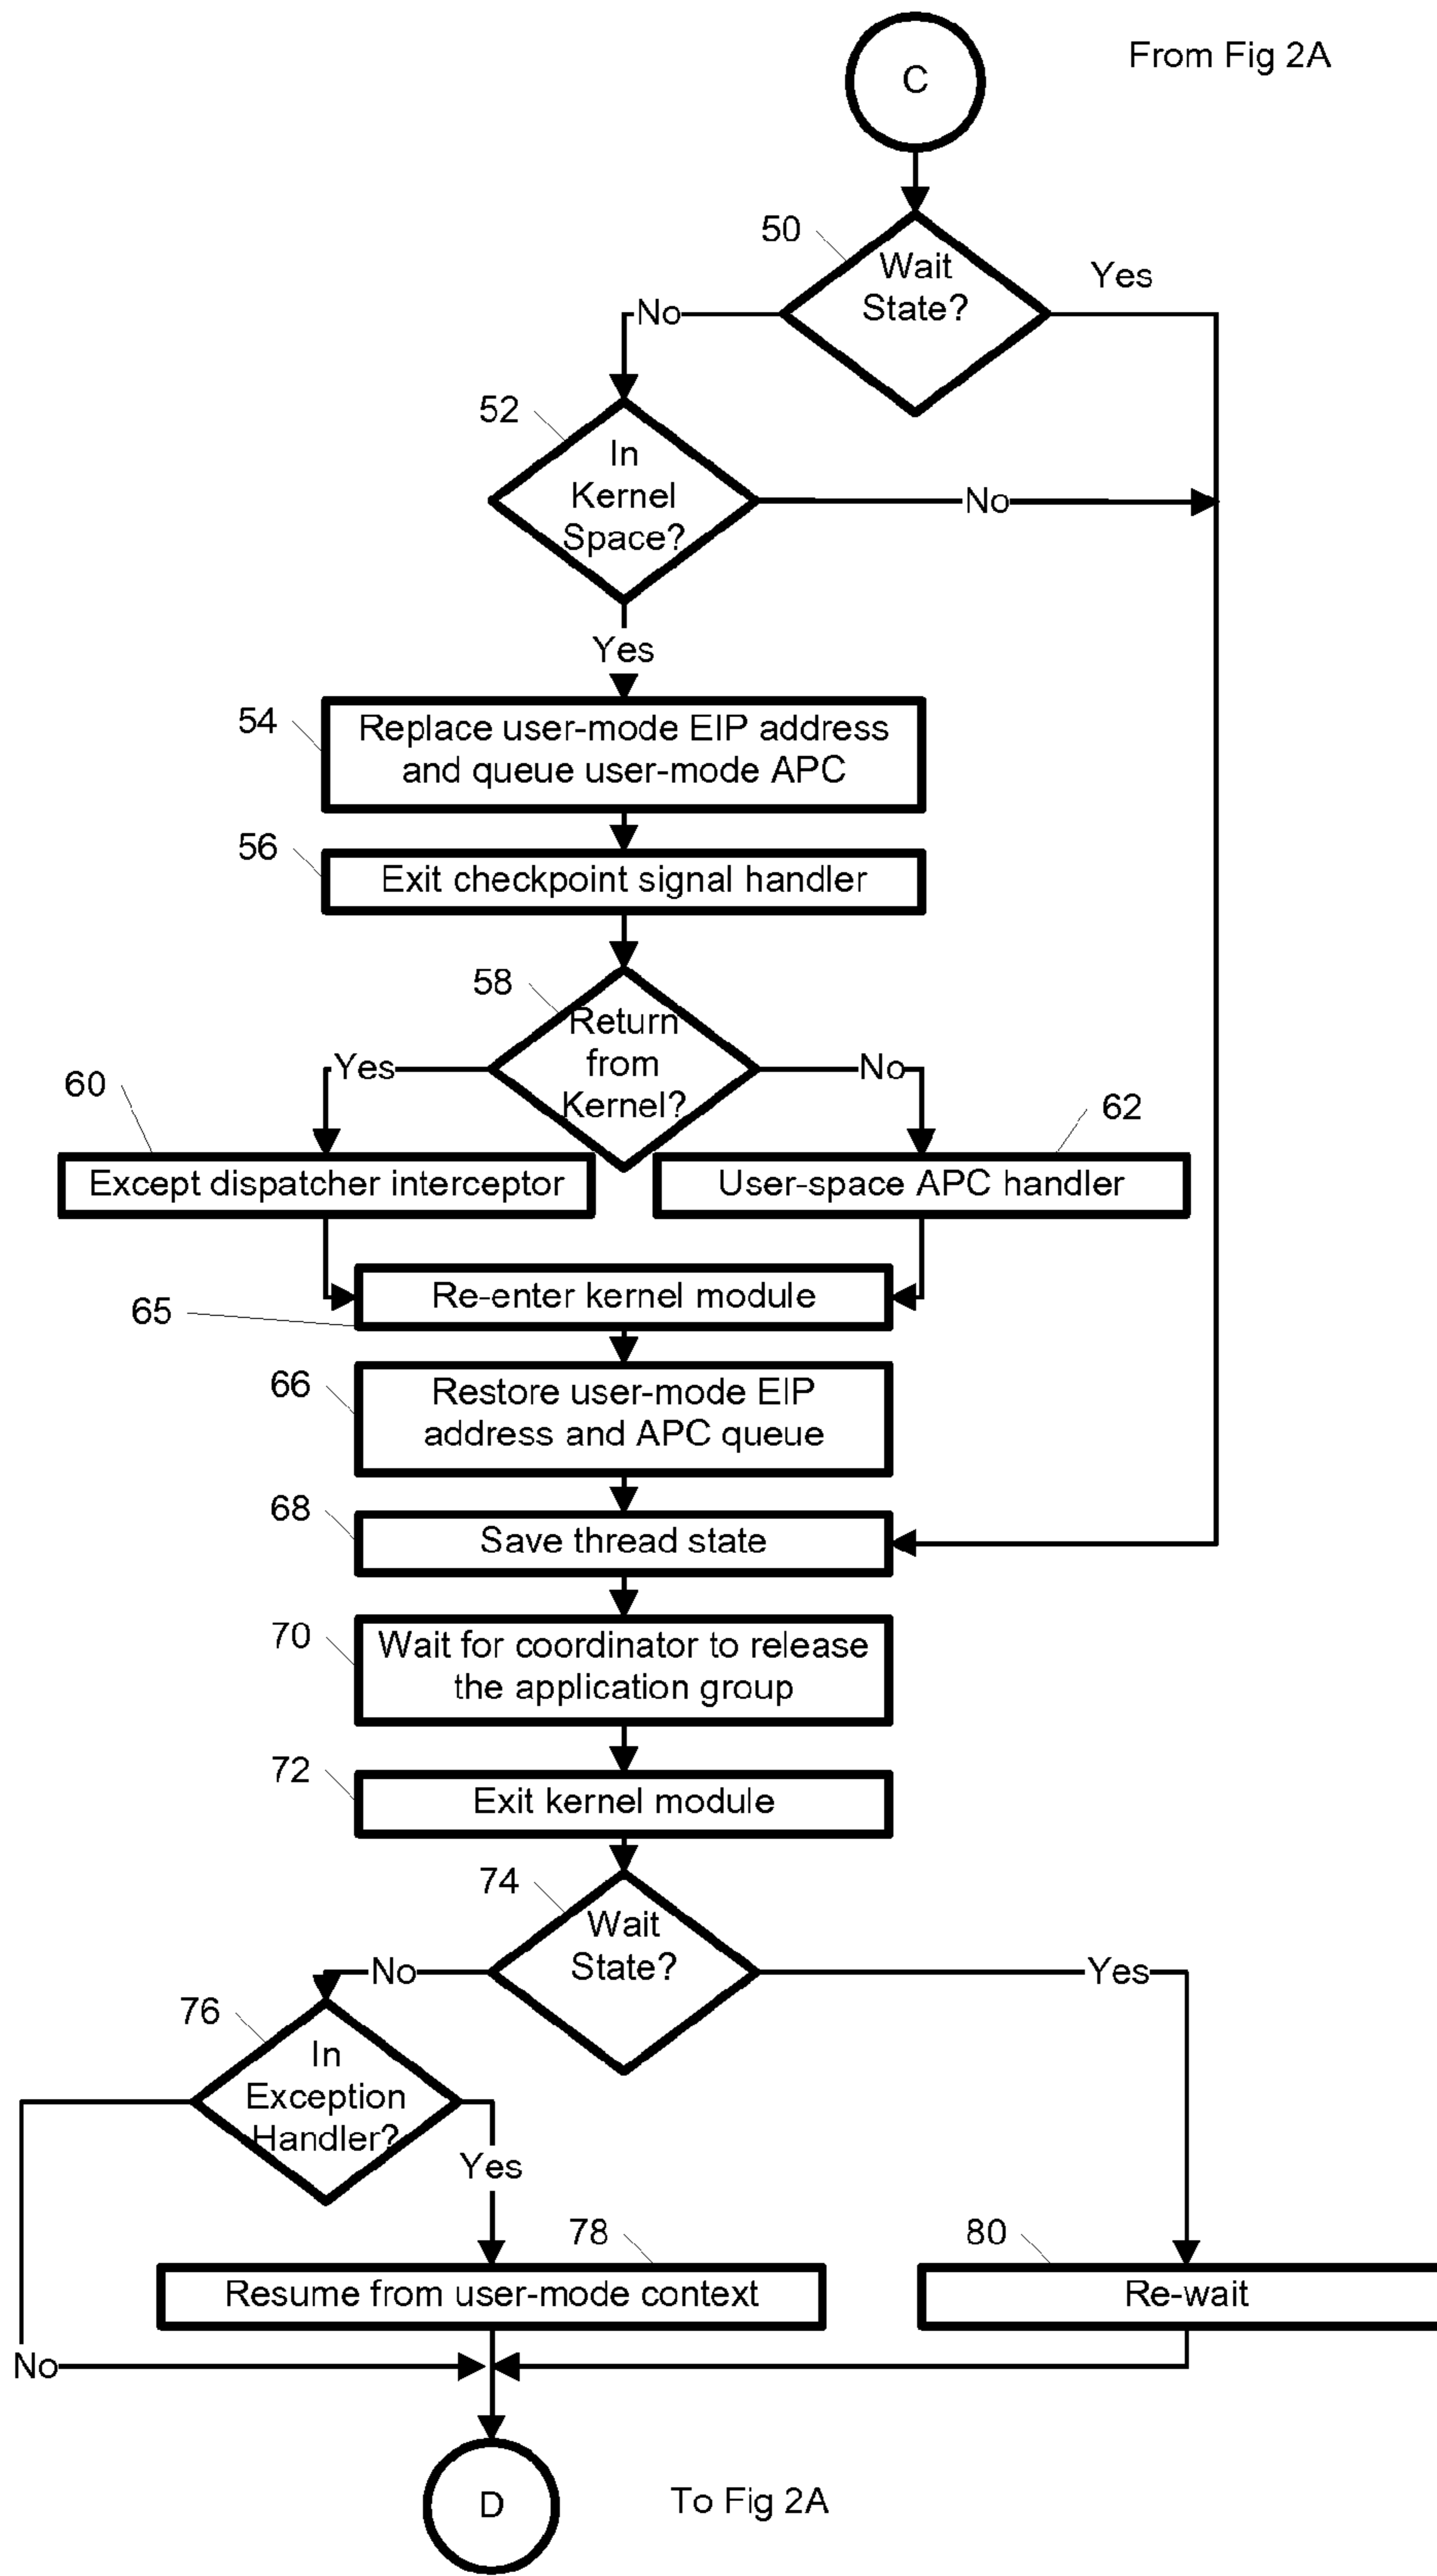 From Fig 2A
C
50
Wait
State?
Yes
No
52
In
Kernel
Space?
No
Yes
54
Replace user-mode EIP address
and queue user-mode APC
56
Exit checkpoint signal handler
58
Return
from
Kernel?
Yes
No
60
62
Except dispatcher interceptor
User-space APC handler
Re-enter kernel module
65
66
Restore user-mode EIP
address and APC queue
68
Save thread state
70
Wait for coordinator to release
the application group
72
Exit kernel module
74
Wait
State?
No
Yes
76
In
Exception
Handler?
Yes
78
80
Resume from user-mode context
Re-wait
No
D
To Fig 2A